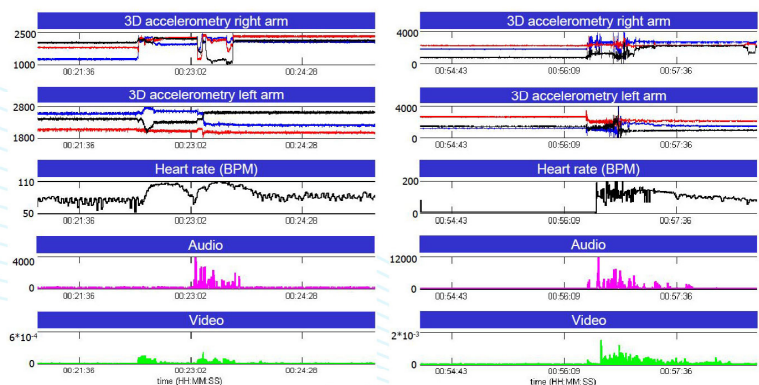 3D accelerometry right arm
2500
1000
00:21:36 00:23:02 00:24:28
3D accelerometry left arm
2800
1800
00:21:36 00:23:02 00:24:28
Heart rate (BPM)
110
50
00:21:36 00:23:02 00:24:28
Audio
4000
0
00:21:36 00:23:02 00:24:28
Video
6*10-4
0
00:21:36 00:23:02 00:24:28
time (HH:MM:SS)
3D accelerometry right arm
4000
0
00:54:43 00:56:09 00:57:36
3D accelerometry left arm
4000
0
00:54:43 00:56:09 00:57:36
Heart rate (BPM)
200
0
00:54:43 00:56:09 00:57:36
Audio
12000
0
00:54:43 00:56:09 00:57:36
Video
2*10-3
0
00:54:43 00:56:09 00:57:36
time (HH:MM:SS)